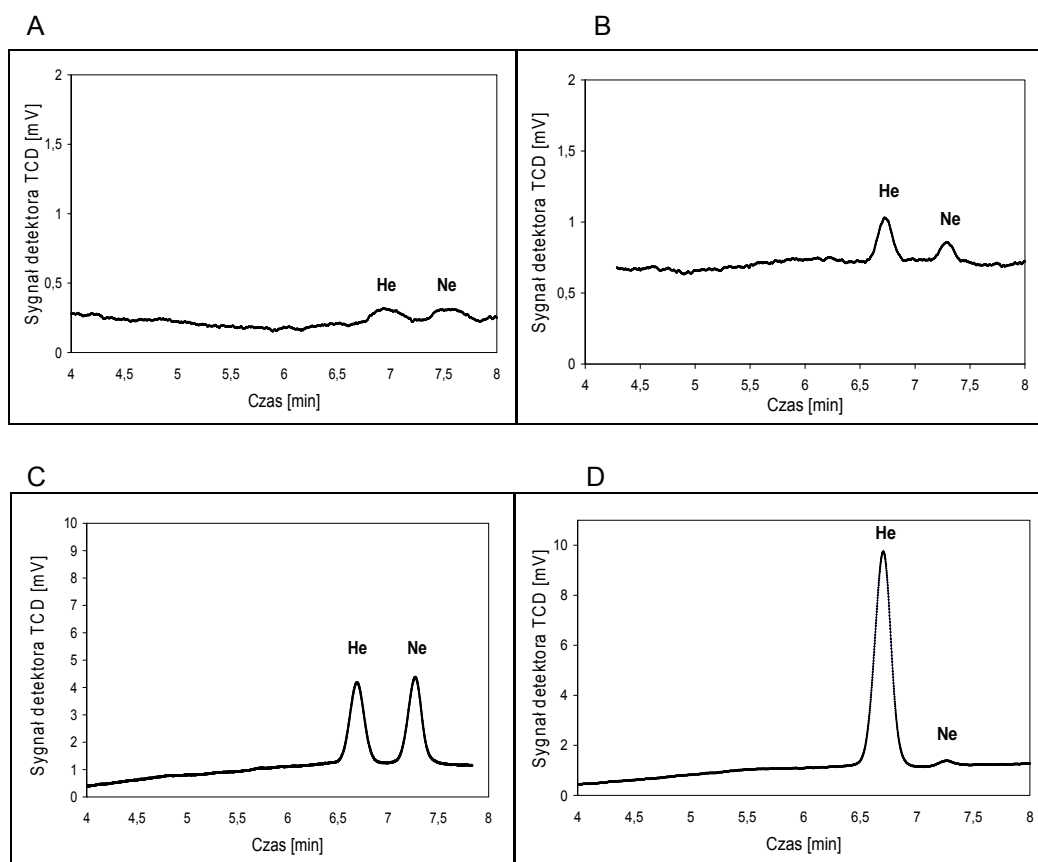 A
Sygnał detektora TCD [mV]
2
1,5
1
0,5
0
He Ne
4 4,5 5 5,5 6 6,5 7 7,5 8
Czas [min]
B
Sygnał detektora TCD [mV]
2
1,5
1
0,5
0
He
Ne
4 4,5 5 5,5 6 6,5 7 7,5 8
Czas [min]
C
Sygnał detektora TCD [mV]
10
9
8
7
6
5
4
3
2
1
0
He Ne
4 4,5 5 5,5 6 6,5 7 7,5 8
Czas [min]
D
Sygnał detektora TCD [mV]
10
8
6
4
2
0
He
Ne
4 4,5 5 5,5 6 6,5 7 7,5 8
Czas [min]